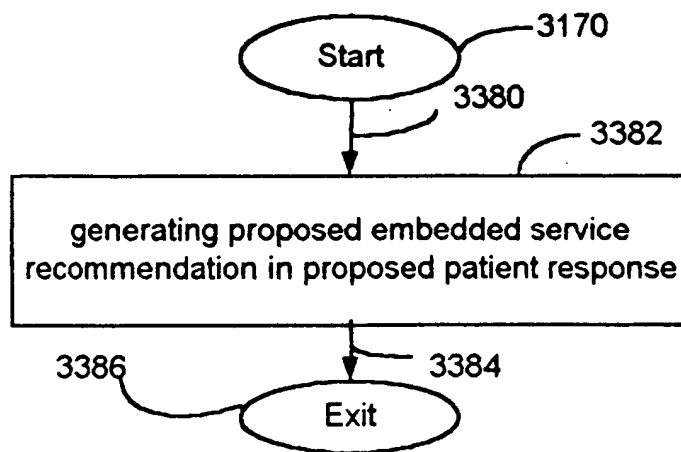 Start
3170
3380
3382
generating proposed embedded service
recommendation in proposed patient response
3384
3386
Exit